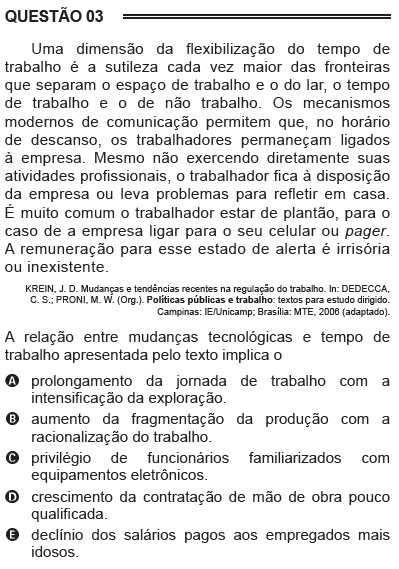 QUESTÃO 03
Uma dimensão da flexibilização do tempo de
trabalho é a sutileza cada vez maior das fronteiras
que separam o espaço de trabalho e o do lar, o tempo
de trabalho e o de não trabalho. Os mecanismos
modernos de comunicação permitem que, no horário
de descanso, os trabalhadores permaneçam ligados
à empresa. Mesmo não exercendo diretamente suas
atividades profissionais, o trabalhador fica à disposição
da empresa ou leva problemas para refletir em casa.
É muito comum o trabalhador estar de plantão, para o
caso de a empresa ligar para o seu celular ou pager.
A remuneração para esse estado de alerta é irrisória
ou inexistente.
KREIN, J. D. Mudanças e tendências recentes na regulação do trabalho. In: DEDECCA,
C. S.; PRONI, M. W. (Org.). Políticas públicas e trabalho: textos para estudo dirigido.
Campinas: IE/Unicamp; Brasília: MTE, 2006 (adaptado).
A relação entre mudanças tecnológicas e tempo de
trabalho apresentada pelo texto implica o
A prolongamento da jornada de trabalho com a
intensificação da exploração.
B aumento da fragmentação da produção com a
racionalização do trabalho.
C privilégio de funcionários familiarizados com
equipamentos eletrônicos.
D crescimento da contratação de mão de obra pouco
qualificada.
E declínio dos salários pagos aos empregados mais
idosos.